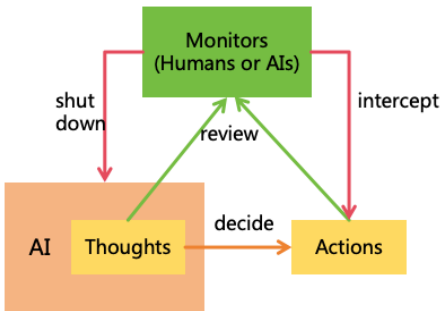 Monitors
(Humans or AIs)
shut
down
intercept
review
decide
AI
Thoughts
Actions